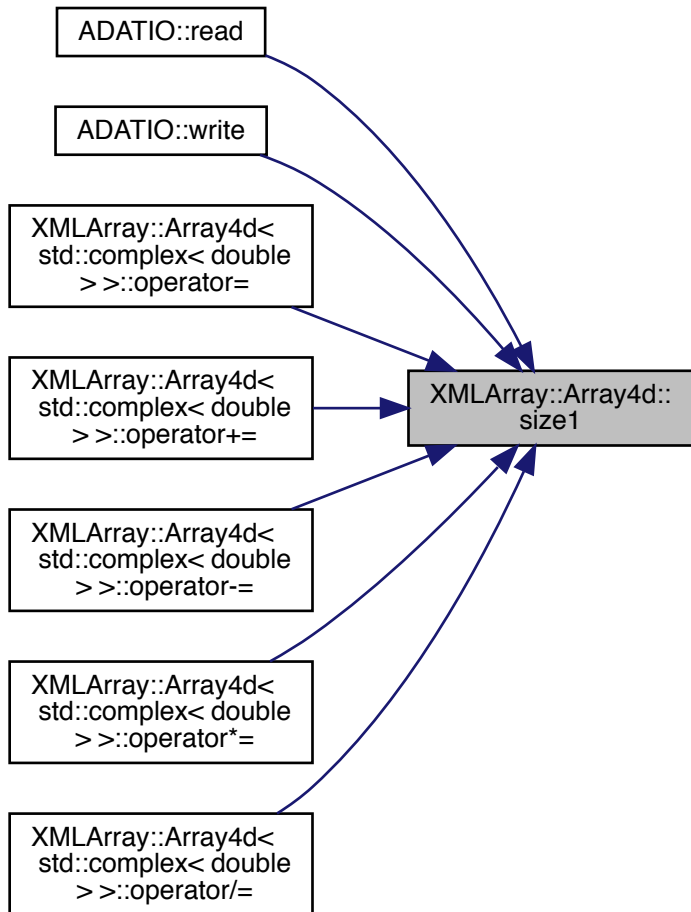 ADATIO::read
ADATIO::write
XMLArray::Array4d<
std::complex< double
> >::operator=
XMLArray::Array4d<
std::complex< double
> >::operator+=
XMLArray::Array4d::
size1
XMLArray::Array4d<
std::complex< double
> >::operator-=
XMLArray::Array4d<
std::complex< double
> >::operator*=
XMLArray::Array4d<
std::complex< double
> >::operator/=